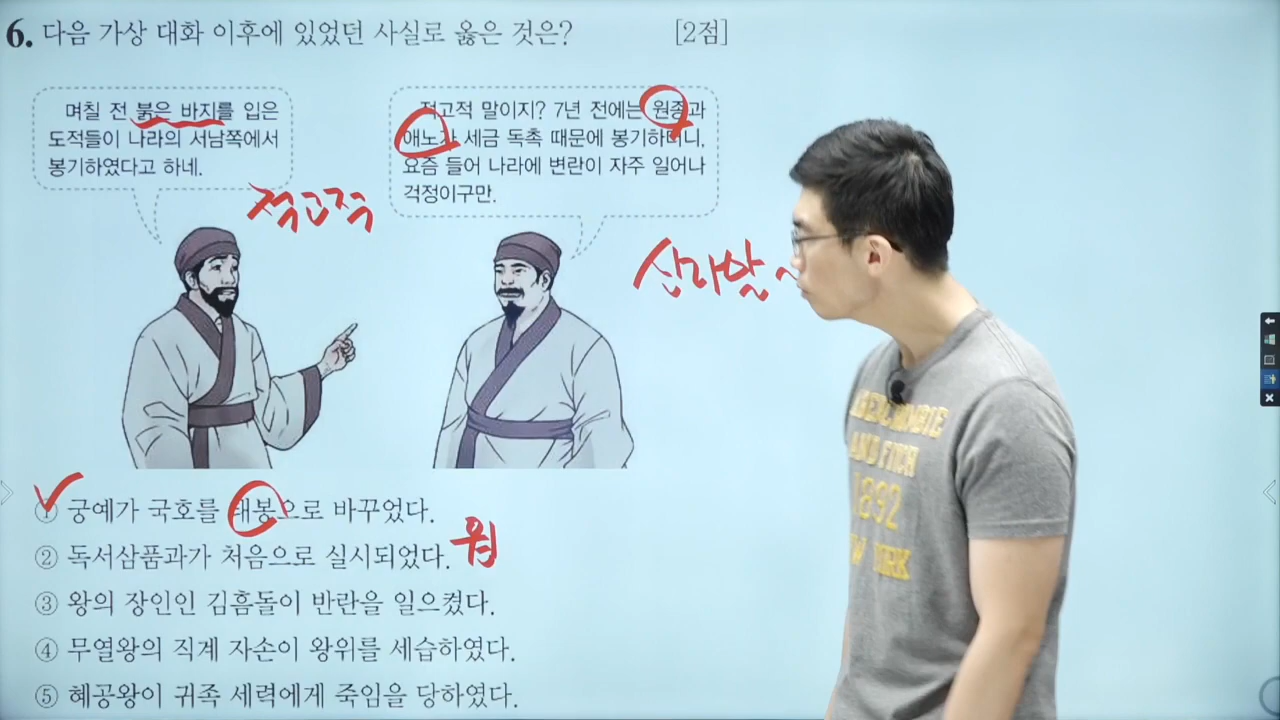 6. 다음 가상 대화 이후에 있었던 사실로 옳은 것은? [2점]
며칠 전 붉은 바지를 입은
도적들이 나라의 서남쪽에서
봉기하였다고 하네.
적고적 말이지? 7년 전에는 원종과
애노가 세금 독촉 때문에 봉기하더니,
요즘 들어 나라에 변란이 자주 일어나
걱정이구만.
적고적
신라말~
① 궁예가 국호를 태봉으로 바꾸었다.
② 독서삼품과가 처음으로 실시되었다. 원
③ 왕의 장인인 김흠돌이 반란을 일으켰다.
④ 무열왕의 직계 자손이 왕위를 세습하였다.
⑤ 혜공왕이 귀족 세력에게 죽임을 당하였다.
AND FITCH
1892